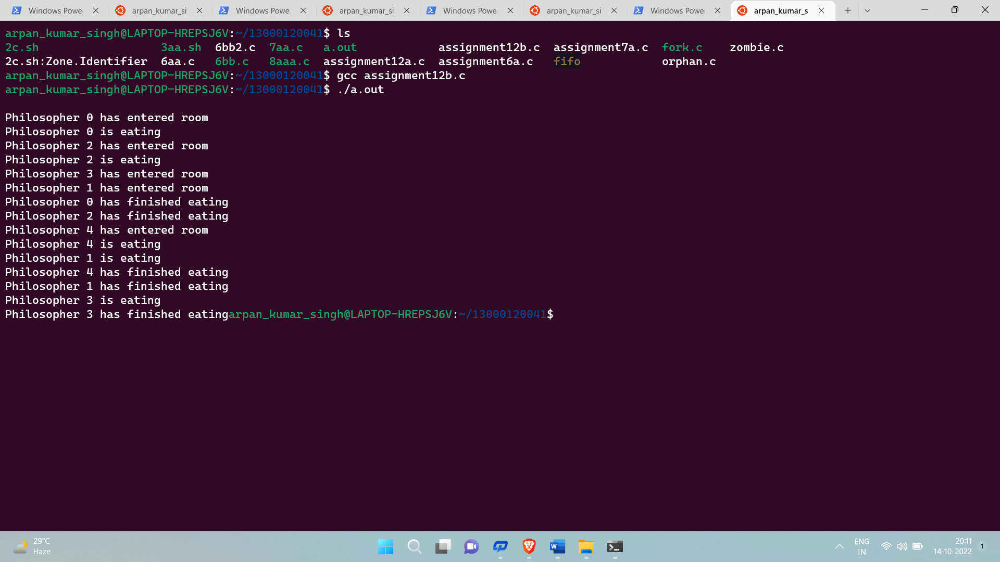 Windows Power arpan_kumar_si Windows Power arpan_kumar_si Windows Power arpan_kumar_si Windows Power arpan_kumar_s
arpan_kumar_singh@LAPTOP-HREPSJ6V:~/13000120041$ ls
2c.sh 3aa.sh 6bb2.c 7aa.c a.out assignment12b.c assignment7a.c fork.c zombie.c
2c.sh:Zone.Identifier 6aa.c 6bb.c 8aaa.c assignment12a.c assignment6a.c fifo orphan.c
arpan_kumar_singh@LAPTOP-HREPSJ6V:~/13000120041$ gcc assignment12b.c
arpan_kumar_singh@LAPTOP-HREPSJ6V:~/13000120041$ ./a.out
Philosopher 0 has entered room
Philosopher 0 is eating
Philosopher 2 has entered room
Philosopher 2 is eating
Philosopher 3 has entered room
Philosopher 1 has entered room
Philosopher 0 has finished eating
Philosopher 2 has finished eating
Philosopher 4 has entered room
Philosopher 4 is eating
Philosopher 1 is eating
Philosopher 4 has finished eating
Philosopher 1 has finished eating
Philosopher 3 is eating
Philosopher 3 has finished eatingarpan_kumar_singh@LAPTOP-HREPSJ6V:~/13000120041$
29°C
Haze
W
ENG
IN
20:11
14-10-2022
1